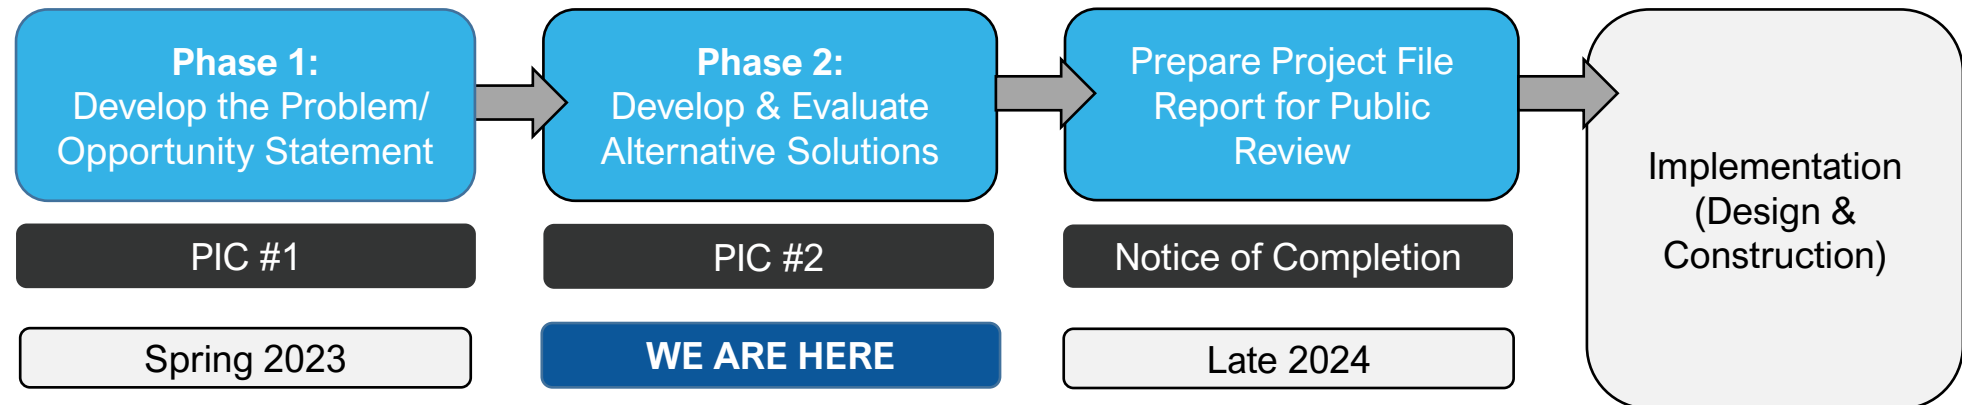 Phase 1:
Develop the Problem/
Opportunity Statement
PIC #1
Spring 2023
Phase 2:
Develop & Evaluate
Alternative Solutions
PIC #2
WE ARE HERE
Prepare Project File
Report for Public
Review
Notice of Completion
Late 2024
Implementation
(Design &
Construction)